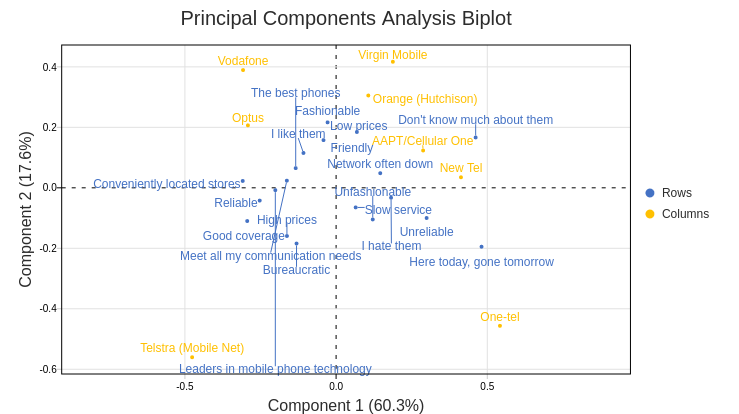 Principal Components Analysis Biplot
Component 2 (17.6%)
0.4
0.2
0.0
-0.2
-0.4
-0.6
Virgin Mobile
Vodafone
The best phones
Orange (Hutchison)
Fashionable
Optus
Don't know much about them
Low prices
I like them
AAPT/Cellular One
Friendly
Network often down
New Tel
Conveniently located stores
Unfashionable
Reliable
Slow service
High prices
Good coverage
Unreliable
I hate them
Meet all my communication needs
Here today, gone tomorrow
Bureaucratic
One-tel
Telstra (Mobile Net)
Leaders in mobile phone technology
-0.5
0.0
0.5
Component 1 (60.3%)
Rows
Columns